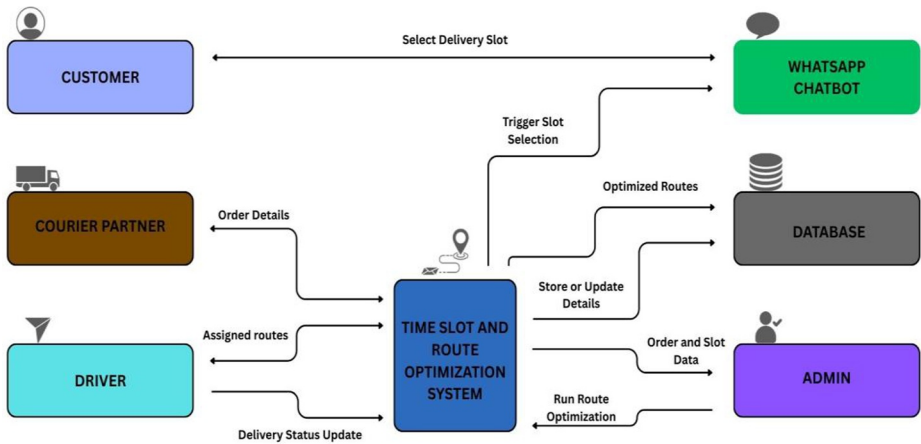 Select Delivery Slot
CUSTOMER
WHATSAPP
CHATBOT
Trigger Slot
Selection
Optimized Routes
Order Details
COURIER PARTNER
DATABASE
Store or Update
Details
TIME SLOT AND
ROUTE
OPTIMIZATION
SYSTEM
Assigned routes
Order and Slot
Data
DRIVER
ADMIN
Run Route
Optimization
Delivery Status Update